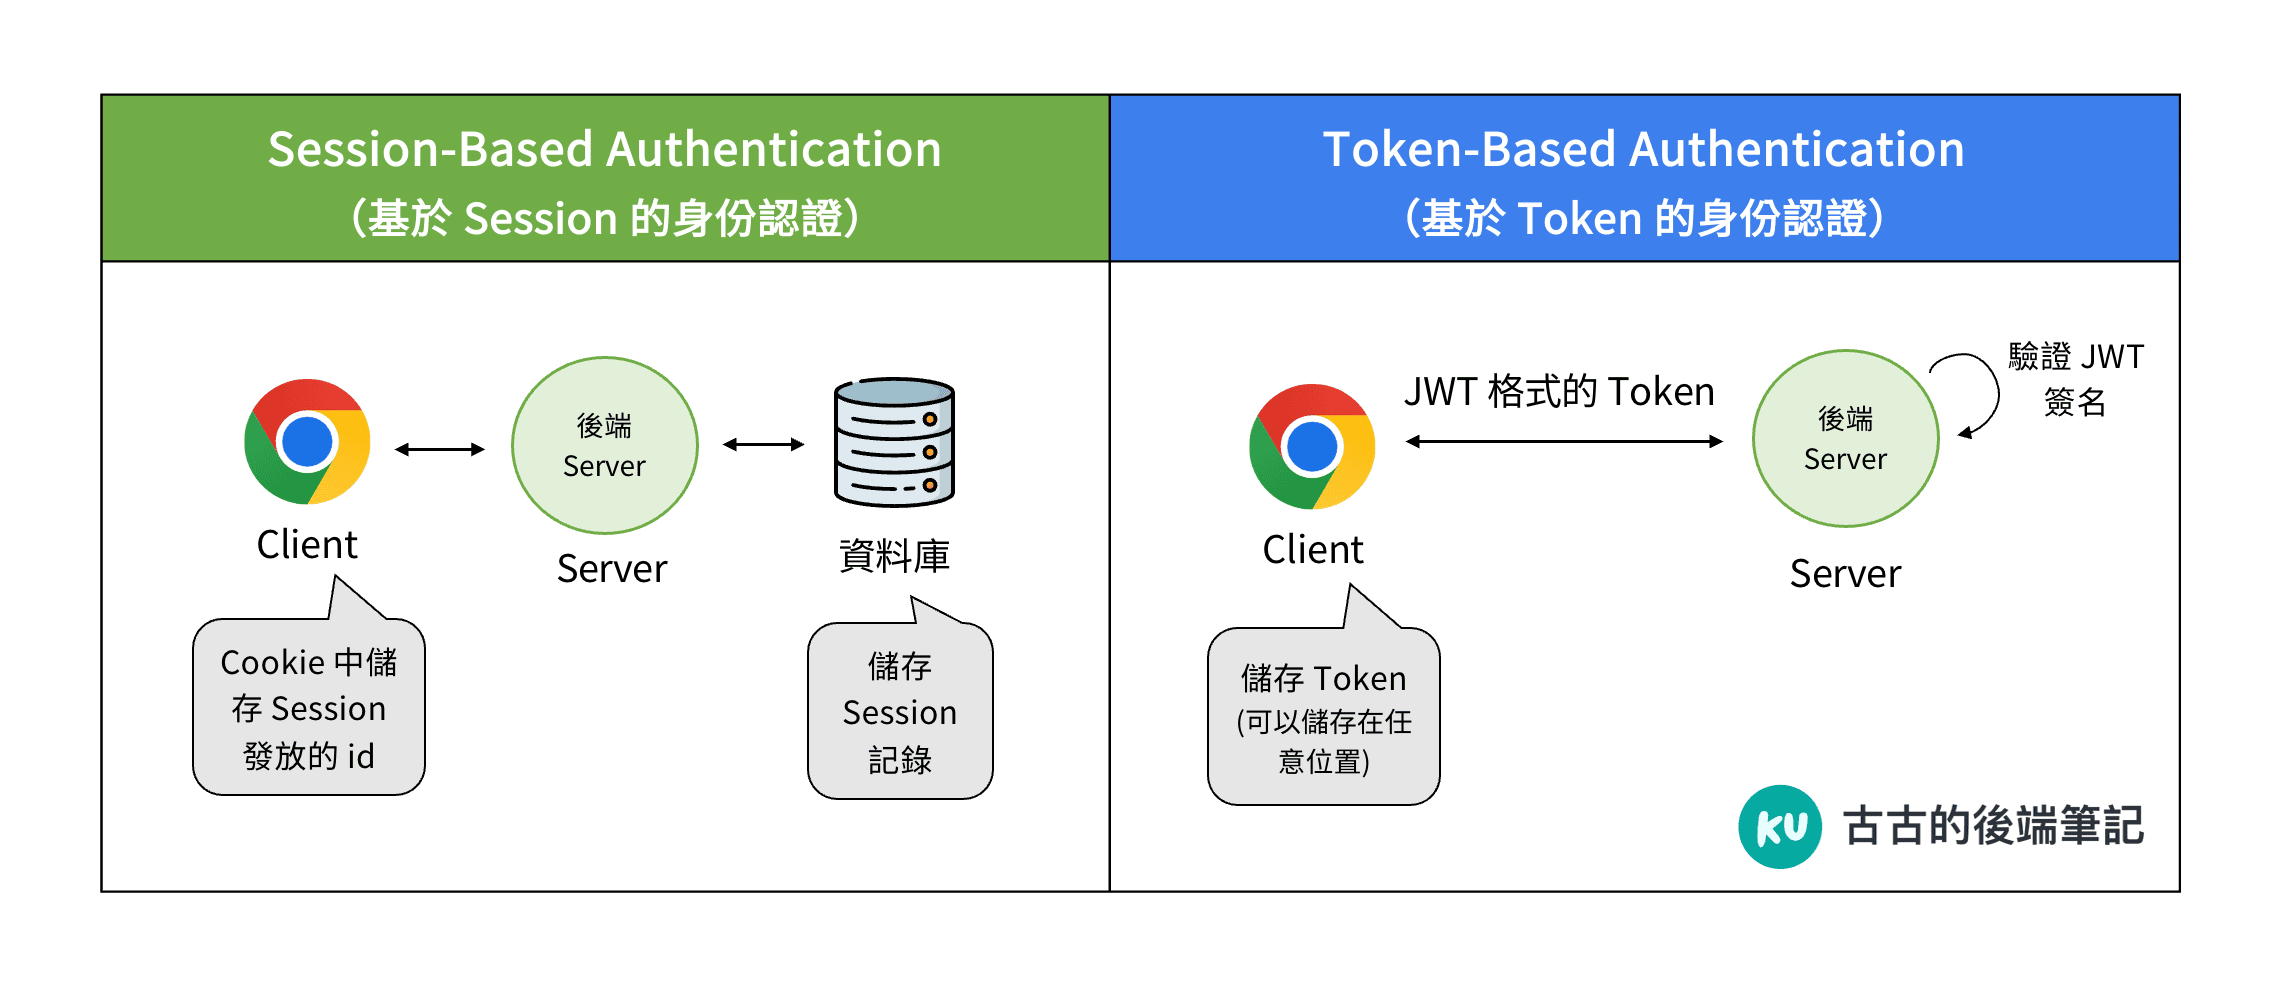 Session-Based Authentication
（基於 Session 的身份認證）
Token-Based Authentication
（基於 Token 的身份認證）
後端
Server
Client
Server
資料庫
Cookie 中儲
存 Session
發放的 id
儲存
Session
記錄
JWT 格式的 Token
後端
Server
驗證 JWT
簽名
Client
Server
儲存 Token
(可以儲存在任
意位置)
KU
古古的後端筆記